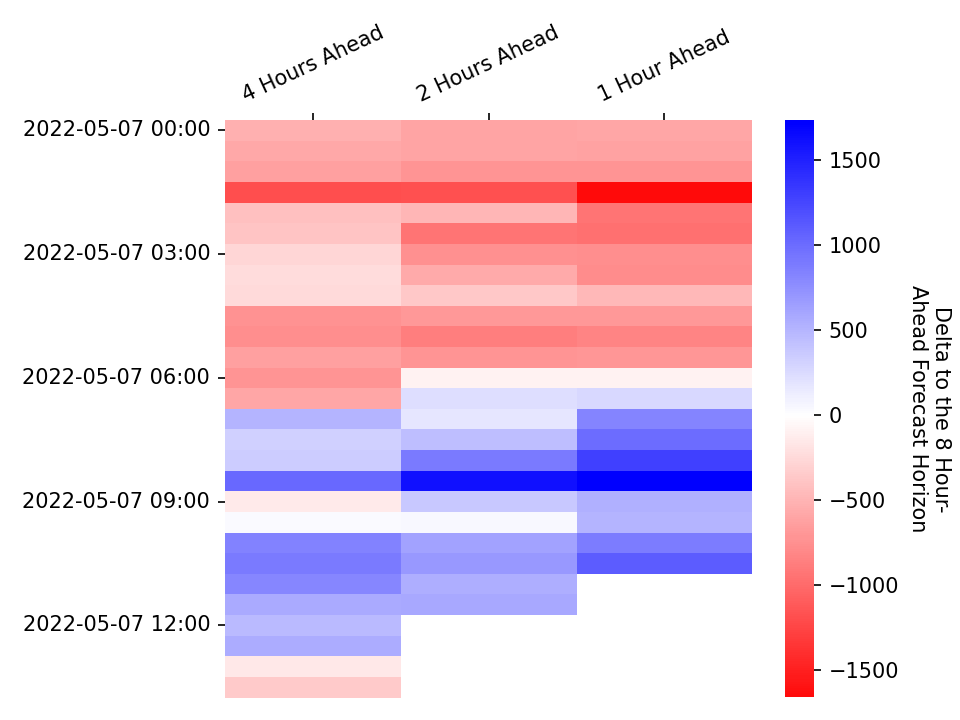 4 Hours Ahead
2 Hours Ahead
1 Hour Ahead
2022-05-07 00:00
2022-05-07 03:00
2022-05-07 06:00
2022-05-07 09:00
2022-05-07 12:00
1500
1000
500
0
−500
−1000
−1500
Delta to the 8 Hour-
Ahead Forecast Horizon